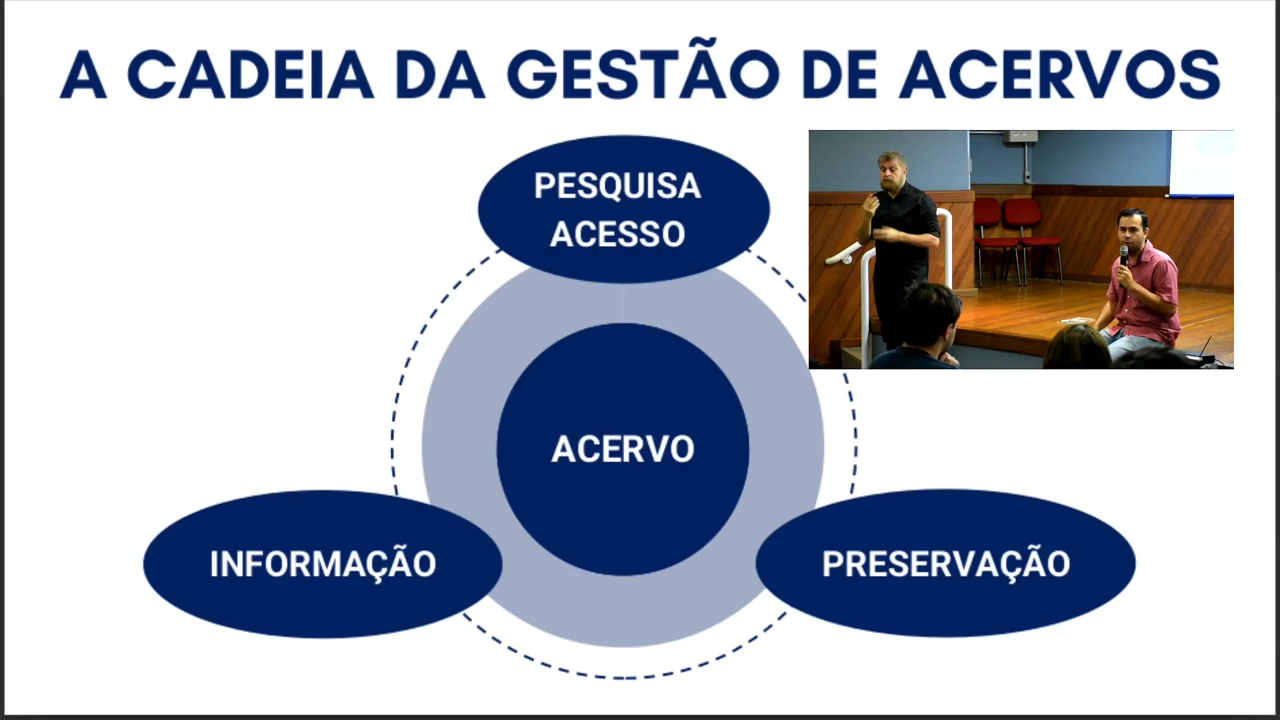 A CADEIA DA GESTÃO DE ACERVOS
PESQUISA
ACESSO
ACERVO
INFORMAÇÃO
PRESERVAÇÃO